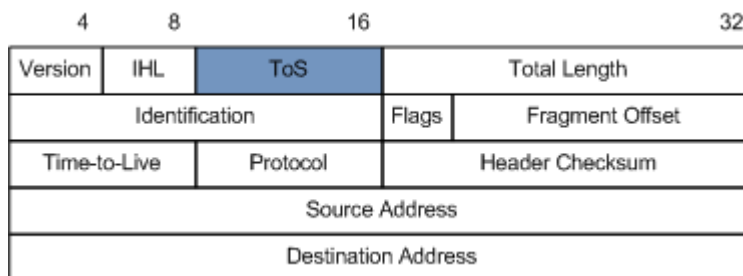 4 8 16 32
Version IHL ToS Total Length
Identification Flags Fragment Offset
Time-to-Live Protocol Header Checksum
Source Address
Destination Address